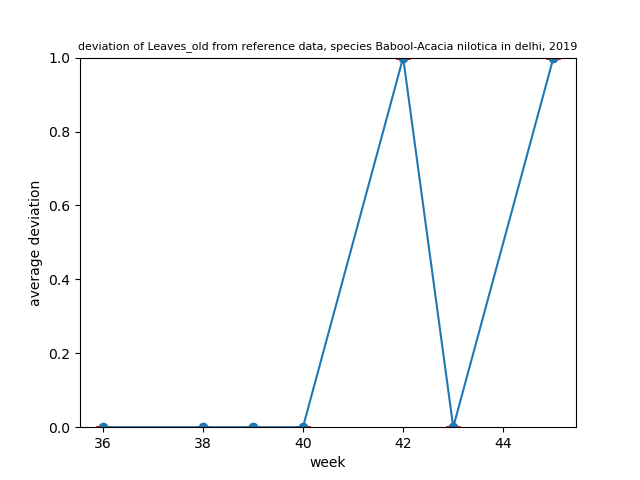 deviation of Leaves_old from reference data, species Babool-Acacia nilotica in delhi, 2019
1.0
0.8
0.6
0.4
0.2
0.0
average deviation
36 38 40 42 44
week